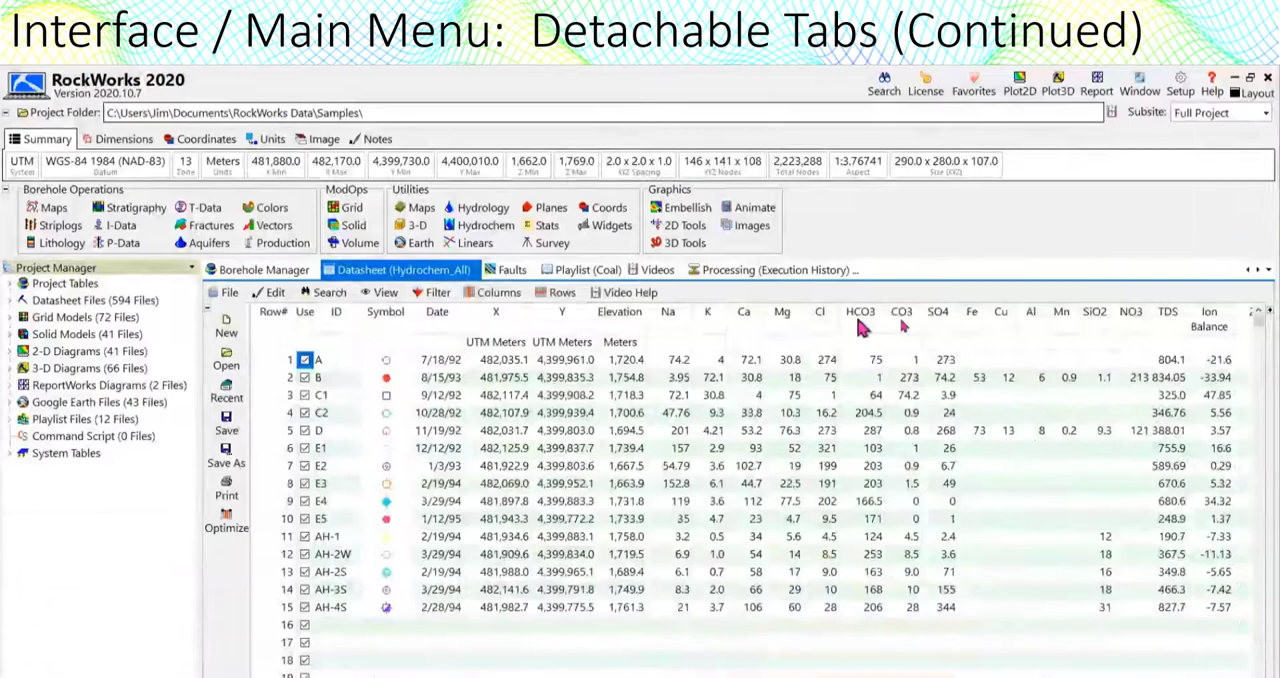 Interface / Main Menu:  Detachable Tabs (Continued)
RockWorks 2020
Version 2020.10.7
Search License Favorites Plot2D Plot3D Report Window Setup Help Layout
Project Folder: C:\Users\Jim\Documents\RockWorks Data\Samples\ Subsite: Full Project
Summary Dimensions Coordinates Units Image Notes
UTM WGS-84 1984 (NAD-83) 13 Meters 481,880.0 482,170.0 4,399,730.0 4,400,010.0 1,662.0 1,769.0 2.0 x 2.0 x 1.0 146 x 141 x 108 2,223,288 1:3.76741 290.0 x 280.0 x 107.0
System Datum Zone Units X Min X Max Y Min Y Max Z Min Z Max XYZ Spacing XYZ Nodes Total Nodes Aspect Size (XYZ)
Borehole Operations ModOps Utilities Graphics
Maps Stratigraphy T-Data Colors Grid Maps Hydrology Planes Coords Embellish Animate
Striplogs I-Data Fractures Vectors Solid 3-D Hydrochem Stats Widgets 2D Tools Images
Lithology P-Data Aquifers Production Volume Earth Linears Survey 3D Tools
Project Manager Borehole Manager Datasheet (Hydrochem_All) Faults Playlist (Coal) Videos Processing (Execution History) ...
Project Tables
Datasheet Files (594 Files)
Grid Models (72 Files)
Solid Models (41 Files)
2-D Diagrams (41 Files)
3-D Diagrams (66 Files)
ReportWorks Diagrams (2 Files)
Google Earth Files (43 Files)
Playlist Files (12 Files)
Command Script (0 Files)
System Tables
File Edit Search View Filter Columns Rows Video Help
New
Open
Recent
Save
Save As
Print
Optimize
Row# Use ID Symbol Date X Y Elevation Na K Ca Mg Cl HCO3 CO3 SO4 Fe Cu Al Mn SiO2 NO3 TDS Ion
Balance
UTM Meters UTM Meters Meters
1 A 7/18/92 482,035.1 4,399,961.0 1,720.4 74.2 4 72.1 30.8 274 75 1 273 804.1 -21.6
2 B 8/15/93 481,975.5 4,399,835.3 1,754.8 3.95 72.1 30.8 18 75 1 273 74.2 53 12 6 0.9 1.1 213 834.05 -33.94
3 C1 9/12/92 482,117.4 4,399,908.2 1,718.3 72.1 30.8 4 75 1 64 74.2 3.9 325.0 47.85
4 C2 10/28/92 482,107.9 4,399,939.4 1,700.6 47.76 9.3 33.8 10.3 16.2 204.5 0.9 24 346.76 5.56
5 D 11/19/92 482,031.7 4,399,803.0 1,694.5 201 4.21 53.2 76.3 273 287 0.8 268 73 13 8 0.2 9.3 121 388.01 3.57
6 E1 12/12/92 482,125.9 4,399,837.7 1,739.4 157 2.9 93 52 321 103 1 26 755.9 16.6
7 E2 1/3/93 481,922.9 4,399,803.6 1,667.5 54.79 3.6 102.7 19 199 203 0.9 6.7 589.69 0.29
8 E3 2/19/94 482,069.0 4,399,952.1 1,663.9 152.8 6.1 44.7 22.5 191 203 1.5 49 670.6 5.32
9 E4 3/29/94 481,897.8 4,399,883.3 1,731.8 119 3.6 112 77.5 202 166.5 0 0 680.6 34.32
10 E5 1/12/95 481,943.3 4,399,772.2 1,733.9 35 4.7 23 4.7 9.5 171 0 1 248.9 1.37
11 AH-1 2/19/94 481,934.6 4,399,883.1 1,758.0 3.2 0.5 34 5.6 4.5 124 4.5 2.4 12 190.7 -7.33
12 AH-2W 3/29/94 481,909.6 4,399,834.0 1,719.5 6.9 1.0 54 14 8.5 253 8.5 3.6 18 367.5 -11.13
13 AH-2S 2/19/94 481,988.0 4,399,965.1 1,689.4 6.1 0.7 58 17 9.0 163 9.0 71 16 349.8 -5.65
14 AH-3S 3/29/94 482,141.6 4,399,791.8 1,749.9 8.3 2.0 66 29 10 168 10 155 18 466.3 -7.42
15 AH-4S 2/28/94 481,982.7 4,399,775.5 1,761.3 21 3.7 106 60 28 206 28 344 31 827.7 -7.57
16
17
18